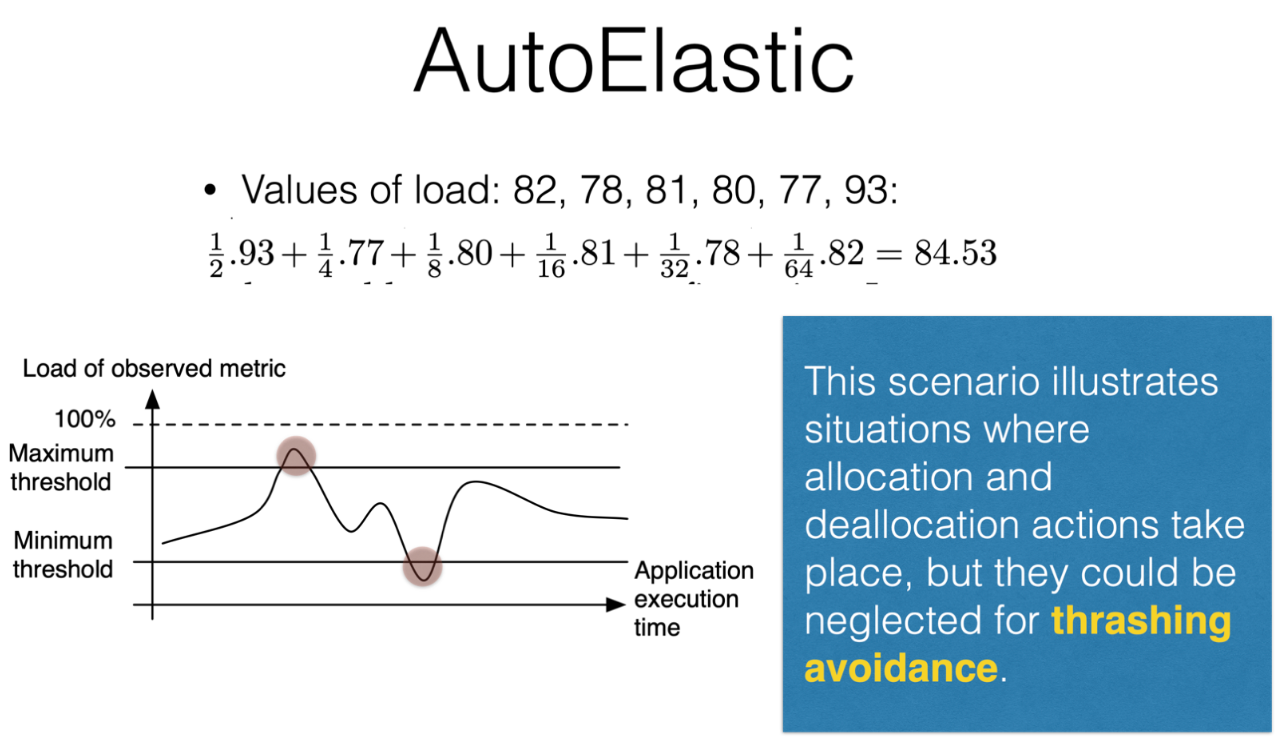 AutoElastic
• Values of load: 82, 78, 81, 80, 77, 93:
1/2 .93 + 1/4 .77 + 1/8 .80 + 1/16 .81 + 1/32 .78 + 1/64 .82 = 84.53
Load of observed metric
100%
Maximum
threshold
Minimum
threshold
Application
execution
time
This scenario illustrates
situations where
allocation and
deallocation actions take
place, but they could be
neglected for thrashing
avoidance.